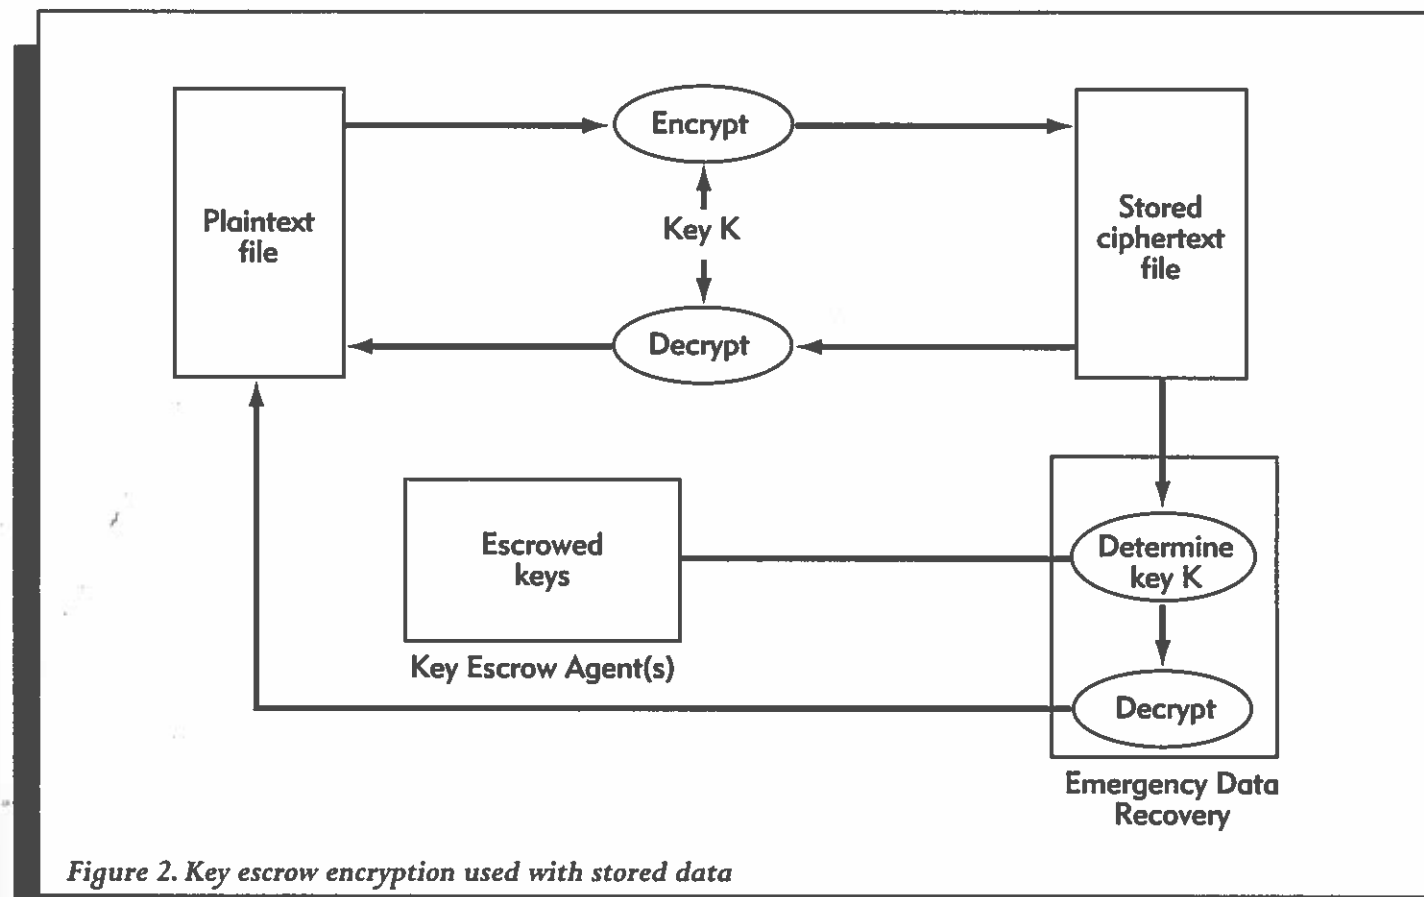 Encrypt
Plaintext
file
Key K
Stored
ciphertext
file
Decrypt
Escrowed
keys
Key Escrow Agent(s)
Determine
key K
Decrypt
Emergency Data
Recovery
Figure 2. Key escrow encryption used with stored data